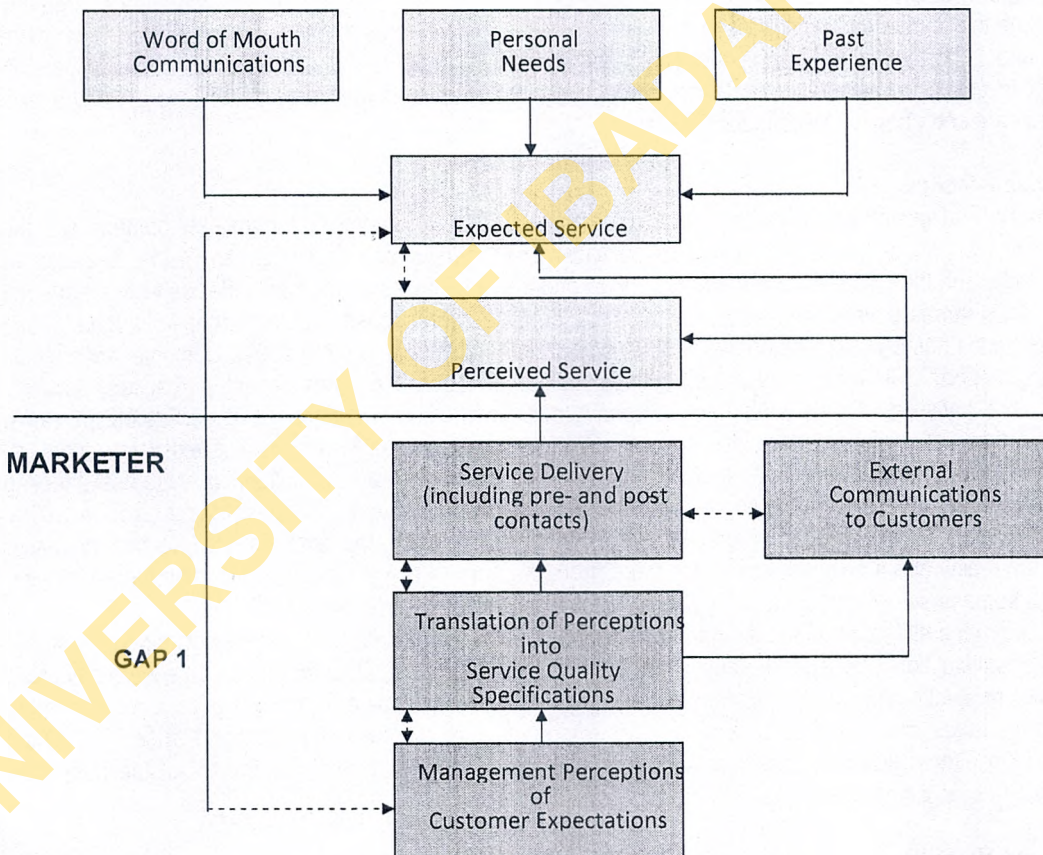 Word of Mouth
Communications
Personal
Needs
Past
Experience
Expected Service
Perceived Service
MARKETER
Service Delivery
(including pre- and post
contacts)
External
Communications
to Customers
GAP 1
Translation of Perceptions
into
Service Quality
Specifications
Management Perceptions
of
Customer Expectations
UNIVERSITY OF IBADAN